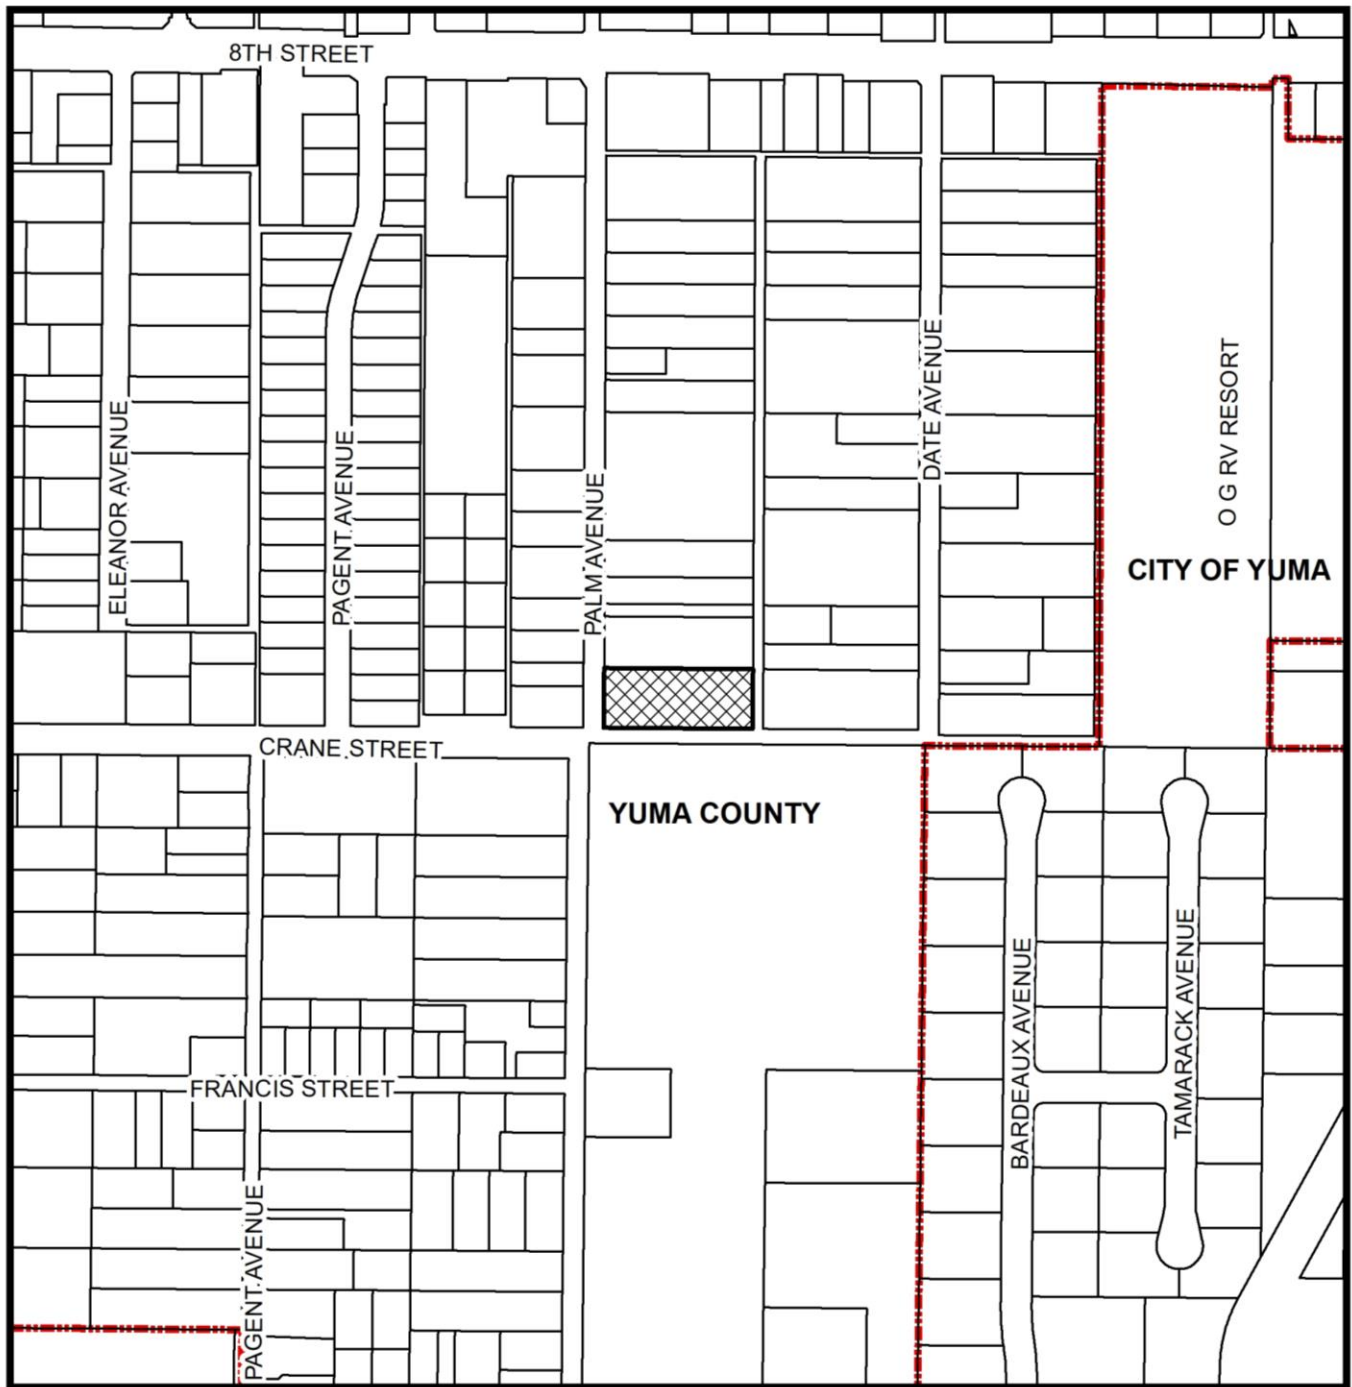 8TH STREET
ELEANOR AVENUE
PAGENT AVENUE
PALM AVENUE
DATE AVENUE
O G RV RESORT
CITY OF YUMA
CRANE STREET
YUMA COUNTY
FRANCIS STREET
PAGENT AVENUE
BARDEAUX AVENUE
TAMARACK AVENUE